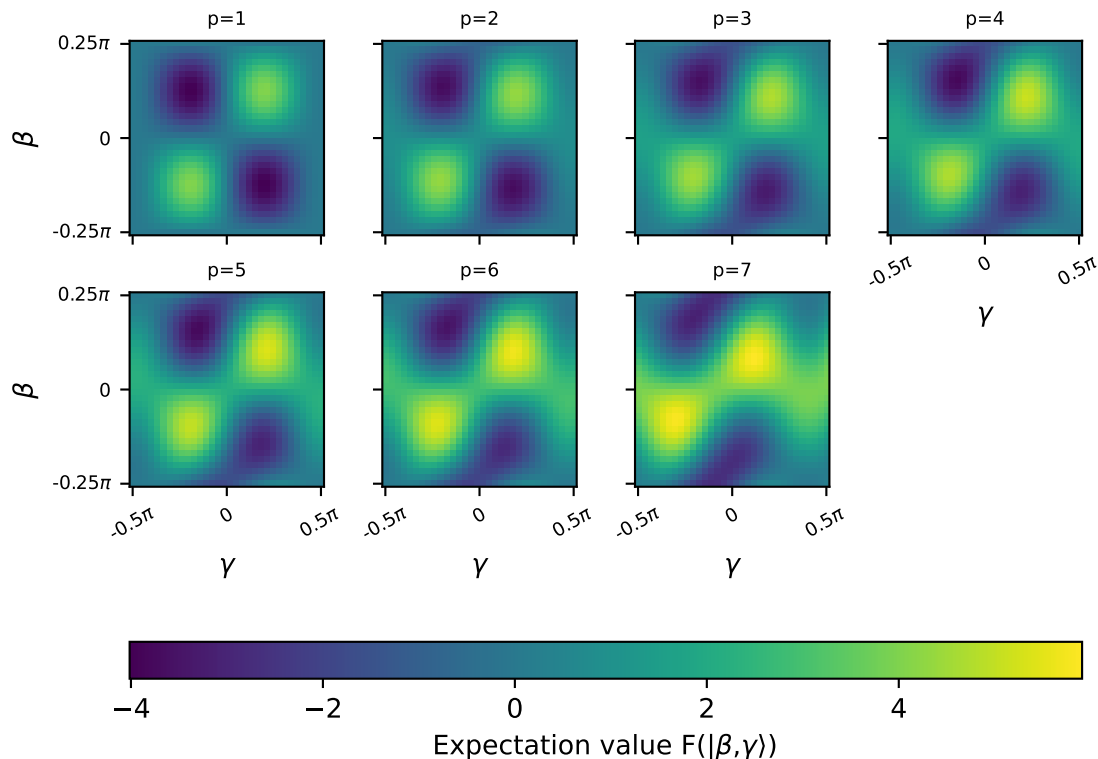 p=1
p=2
p=3
p=4
0.25π
β
0
-0.25π
-0.5π
0
0.5π
γ
p=5
p=6
p=7
0.25π
β
0
-0.25π
-0.5π
0
0.5π
-0.5π
0
0.5π
-0.5π
0
0.5π
γ
γ
γ
−4
−2
0
2
4
Expectation value F(|β,γ⟩)